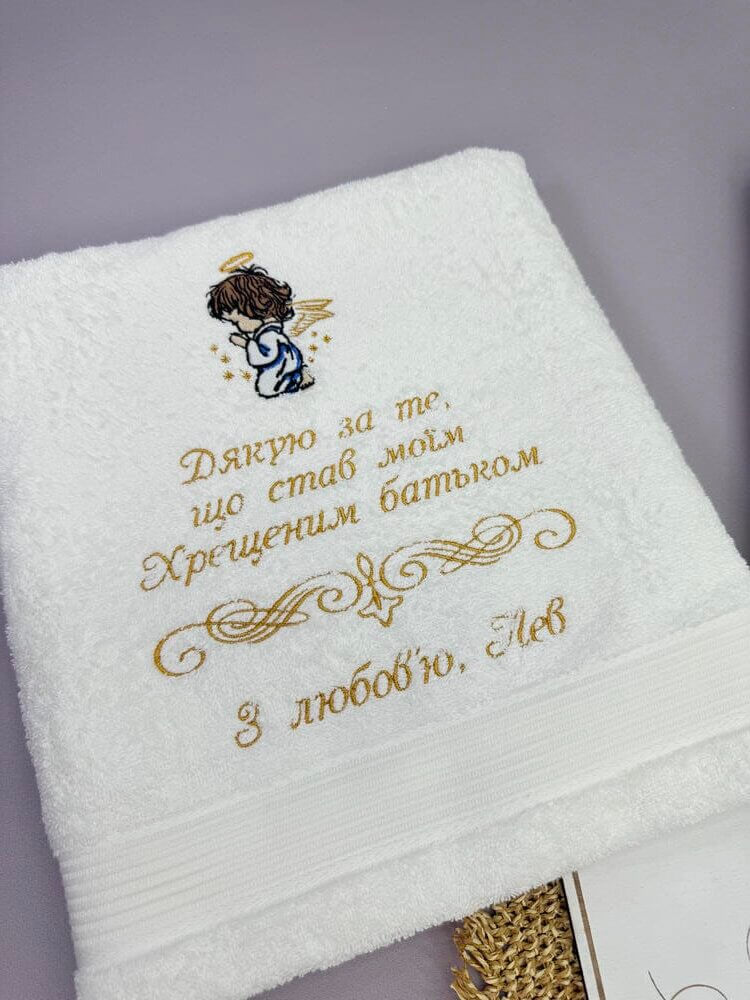 Дякую за те,
що став моїм
Хрещеним батьком
З любов'ю, Лев